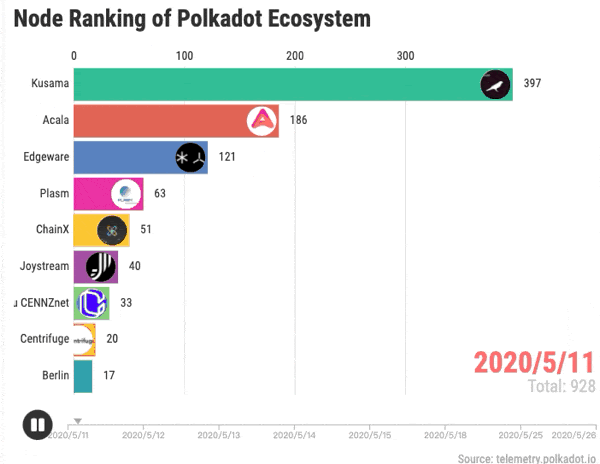 Node Ranking of Polkadot Ecosystem
0 100 200 300
Kusama 397
Acala 186
Edgeware 121
Plasm 63
ChainX 51
Joystream 40
CENNZnet 33
Centrifuge 20
Berlin 17
2020/5/11
Total: 928
2020/5/11 2020/5/12 2020/5/13 2020/5/14 2020/5/15 2020/5/18 2020/5/25 2020/5/26
Source: telemetry.polkadot.io